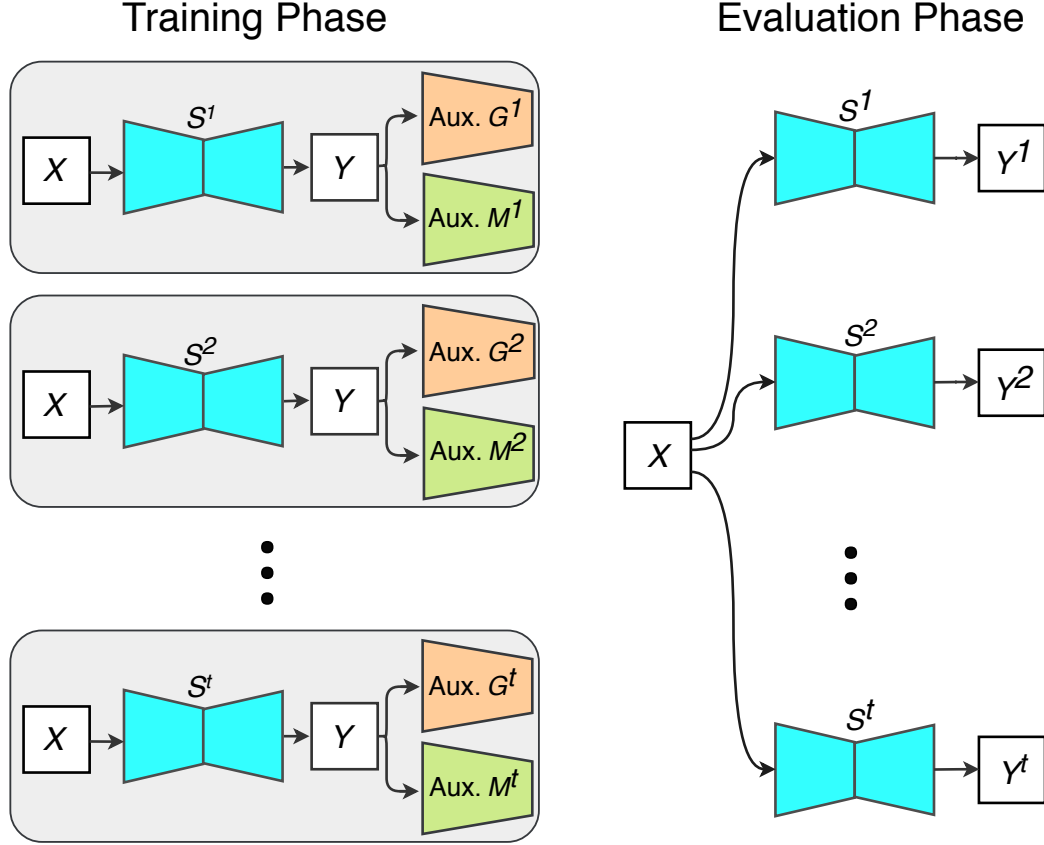 Training Phase
Evaluation Phase
X
S¹
Y
Aux. G¹
Aux. M¹
X
S²
Y
Aux. G²
Aux. M²
X
Sᵗ
Y
Aux. Gᵗ
Aux. Mᵗ
X
S¹
Y¹
S²
Y²
Sᵗ
Yᵗ